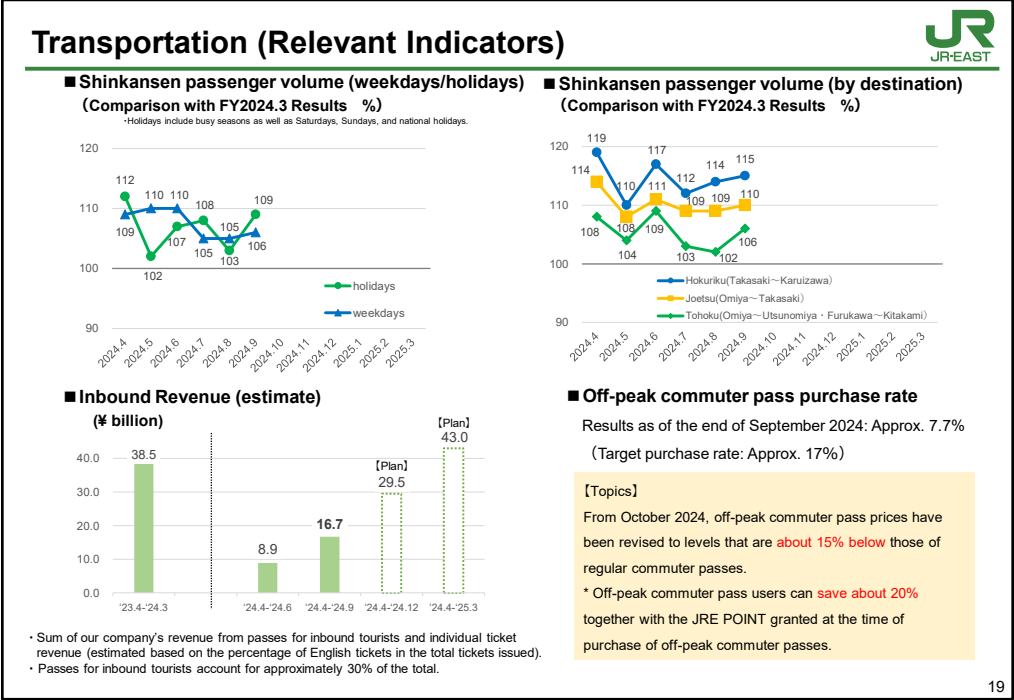 Transportation (Relevant Indicators)
JR
JR-EAST
■Shinkansen passenger volume (weekdays/holidays)
（Comparison with FY2024.3 Results %）
・Holidays include busy seasons as well as Saturdays, Sundays, and national holidays.
120
110
100
90
112
110
110
108
109
109
107
105
105
106
102
103
holidays
weekdays
2024.4
2024.5
2024.6
2024.7
2024.8
2024.9
2024.10
2024.11
2024.12
2025.1
2025.2
2025.3
■Shinkansen passenger volume (by destination)
（Comparison with FY2024.3 Results %）
120
110
100
90
119
117
114
115
114
110
111
112
109
109
110
108
108
109
106
104
103
102
Hokuriku(Takasaki～Karuizawa）
Joetsu(Omiya～Takasaki）
Tohoku(Omiya～Utsunomiya・Furukawa～Kitakami）
2024.4
2024.5
2024.6
2024.7
2024.8
2024.9
2024.10
2024.11
2024.12
2025.1
2025.2
2025.3
■Inbound Revenue (estimate)
(¥ billion)
40.0
30.0
20.0
10.0
0.0
38.5
8.9
16.7
【Plan】
29.5
【Plan】
43.0
'23.4-'24.3
'24.4-'24.6
'24.4-'24.9
'24.4-'24.12
'24.4-'25.3
・Sum of our company's revenue from passes for inbound tourists and individual ticket
revenue (estimated based on the percentage of English tickets in the total tickets issued).
・Passes for inbound tourists account for approximately 30% of the total.
■Off-peak commuter pass purchase rate
Results as of the end of September 2024: Approx. 7.7%
（Target purchase rate: Approx. 17%）
【Topics】
From October 2024, off-peak commuter pass prices have
been revised to levels that are about 15% below those of
regular commuter passes.
* Off-peak commuter pass users can save about 20%
together with the JRE POINT granted at the time of
purchase of off-peak commuter passes.
19